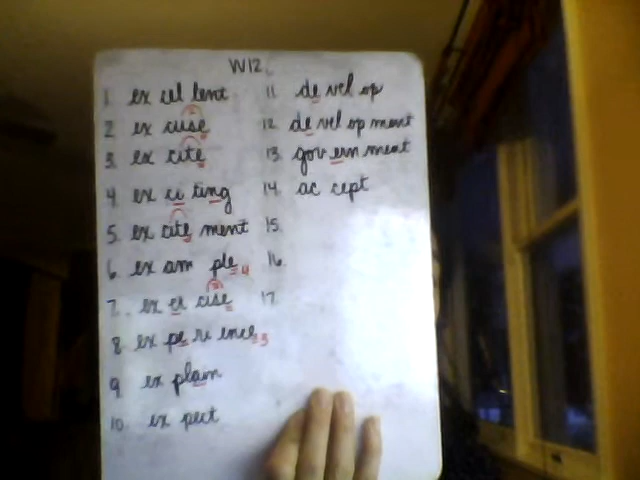 W12
1. ex cel lent
2. ex cuse
3. ex cite
4. ex ci ting
5. ex cite ment
6. ex am ple 4
7. ex er cise
8. ex pe ri ence 3
9. ex plain
10. ex pect
11. de vel op
12. de vel op ment
13. gov ern ment
14. ac cept
15.
16.
17.